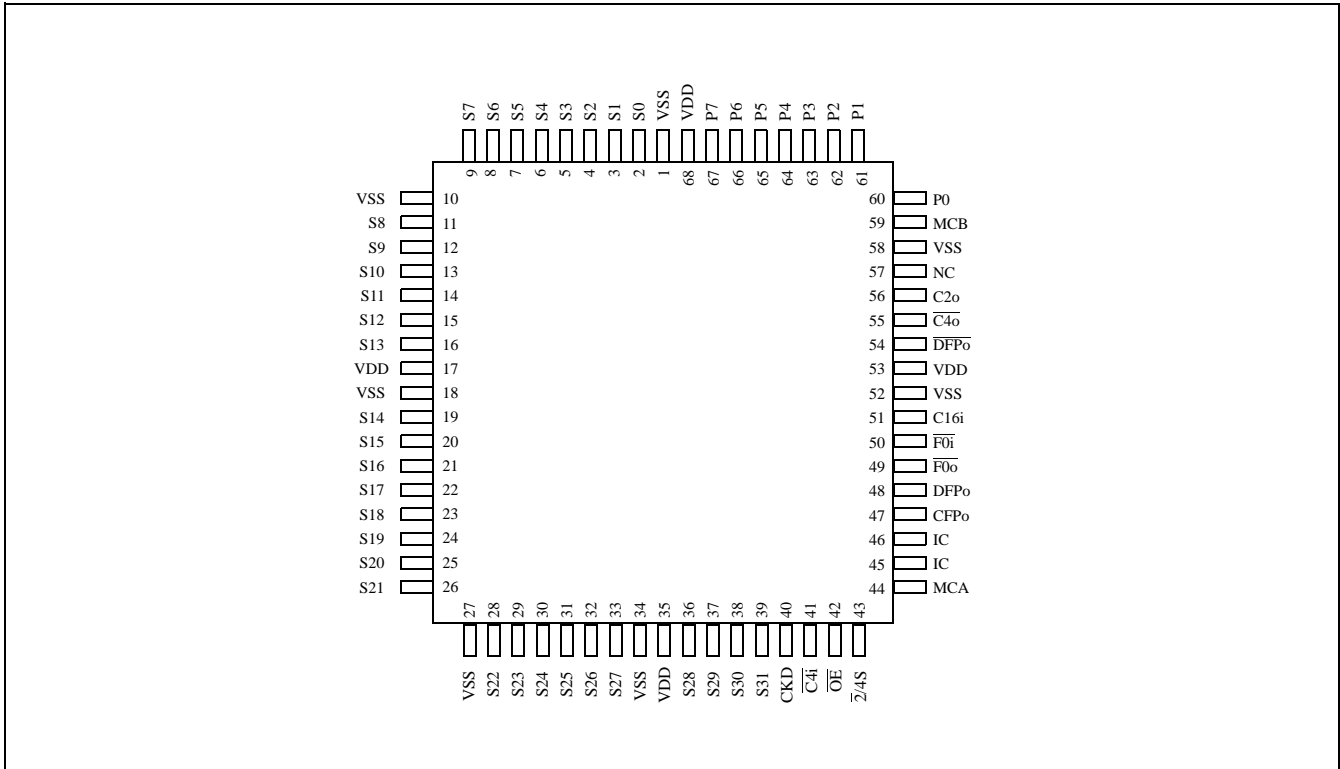 S7 S6 S5 S4 S3 S2 S1 S0 VSS VDD P7 P6 P5 P4 P3 P2 P1
9 8 7 6 5 4 3 2 1 68 67 66 65 64 63 62 61
VSS 10 60 P0
S8 11 59 MCB
S9 12 58 VSS
S10 13 57 NC
S11 14 56 C2o
S12 15 55 C̅4̅o̅
S13 16 54 D̅F̅P̅o̅
VDD 17 53 VDD
VSS 18 52 VSS
S14 19 51 C16i
S15 20 50 F̅0̅i̅
S16 21 49 F̅0̅o̅
S17 22 48 DFPo
S18 23 47 CFPo
S19 24 46 IC
S20 25 45 IC
S21 26 44 MCA
27 28 29 30 31 32 33 34 35 36 37 38 39 40 41 42 43
VSS S22 S23 S24 S25 S26 S27 VSS VDD S28 S29 S30 S31 CKD C̅4̅i̅ O̅E̅ 2̅/4S